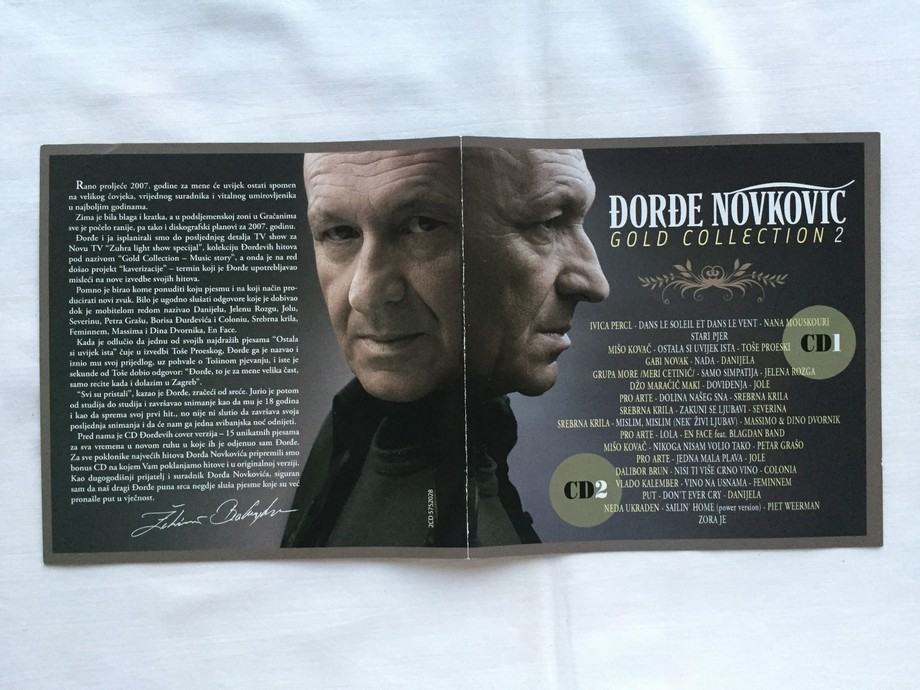 Rano proljeće 2007. godine za mene će uvijek ostati spomen
na velikog čovjeka, vrijednog suradnika i vitalnog umirovljenika
u najboljim godinama.
Zima je bila blaga i kratka, a u podsljemenskoj zoni u Gračanima
sve je počelo ranije, pa tako i diskografski planovi za 2007. godinu.
Đorđe i ja isplanirali smo do posljednjeg detalja TV show za
Novu TV "Zuhra light show specijal", kolekciju Đorđevih hitova
pod nazivom "Gold Collection – Music story", a onda je na red
došao projekt "kaverizacije" – termin koji je Đorđe upotrebljavao
misleći na nove izvedbe svojih hitova.
Pomno je birao kome ponuditi koju pjesmu i na koji način pro-
ducirati novi zvuk. Bilo je ugodno slušati odgovore koje je dobivao
dok je mobitelom redom nazivao Danijelu, Jelenu Rozgu, Jolu,
Severinu, Petra Grašu, Borisa Đurđevića i Coloniu, Srebrna krila,
Feminnem, Massima i Dina Dvornika, En Face.
Kada je odlučio da jednu od svojih najdražih pjesama "Ostala
si uvijek ista" čuje u izvedbi Toše Proeskog, Đorđe ga je nazvao i
iznio mu svoj prijedlog, uz pohvale o Tošinom pjevanju, i iste je
sekunde od Toše dobio odgovor: "Đorđe, to je za mene velika čast,
samo recite kada i dolazim u Zagreb".
"Svi su pristali", kazao je Đorđe, zračeći od sreće. Jurio je potom
od studija do studija i završavao snimanje kao da mu je 18 godina
i kao da sprema svoj prvi hit., no nije ni slutio da završava svoja
posljednja snimanja i da će nam ga jedna svibanjska noć odnijeti.
Pred nama je CD Đorđevih cover verzija – 15 unikatnih pjesama
za sva vremena u novom ruhu u koje ih je odjenuo sam Đorđe.
Za sve poklonike najvećih hitova Đorđa Novkovića pripremili smo
bonus CD na kojem Vam poklanjamo hitove i u originalnoj verziji.
Kao dugogodišnji prijatelj i suradnik Đorđa Novkovića, siguran
sam da naš dragi Đorđe puna srca negdje sluša pjesme koje su već
pronašle put u vječnost.
2CD 5752028
ĐORĐE NOVKOVIĆ
GOLD COLLECTION 2
IVICA PERCL - DANS LE SOLEIL ET DANS LE VENT - NANA MOUSKOURI
STARI PJER
MIŠO KOVAČ - OSTALA SI UVIJEK ISTA - TOŠE PROESKI
CD1
GABI NOVAK - NADA - DANIJELA
GRUPA MORE /MERI CETINIĆ/ - SAMO SIMPATIJA - JELENA ROZGA
DŽO MARAČIĆ MAKI - DOVIĐENJA - JOLE
PRO ARTE - DOLINA NAŠEG SNA - SREBRNA KRILA
SREBRNA KRILA - ZAKUNI SE LJUBAVI - SEVERINA
SREBRNA KRILA - MISLIM, MISLIM (NEK' ŽIVI LJUBAV) - MASSIMO & DINO DVORNIK
PRO ARTE - LOLA - EN FACE feat. BLAGDAN BAND
MIŠO KOVAČ - NIKOGA NISAM VOLIO TAKO - PETAR GRAŠO
PRO ARTE - JEDNA MALA PLAVA - JOLE
DALIBOR BRUN - NISI TI VIŠE CRNO VINO - COLONIA
VLADO KALEMBER - VINO NA USNAMA - FEMINNEM
CD2
PUT - DON'T EVER CRY - DANIJELA
NEDA UKRADEN - SAILIN' HOME (power version) - PIET WEERMAN
ZORA JE